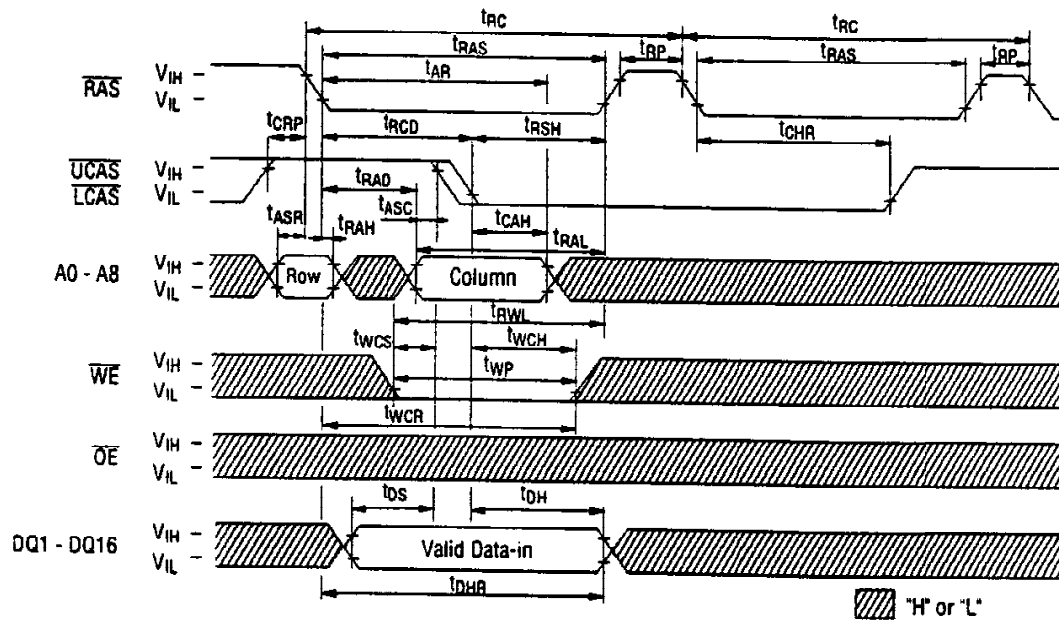 tRC tRC
tRAS tRP tRAS tRP
tAR
RAS VIH
VIL
tCRP tRCD tRSH tCHR
UCAS VIH
LCAS VIL
tRAD
tASC
tASR tRAH tCAH
tRAL
A0 - A8 VIH
VIL
Row Column
tRWL
tWCS tWCH
tWP
WE VIH
VIL
tWCR
OE VIH
VIL
tDS tDH
DQ1 - DQ16 VIH
VIL
Valid Data-in
tDHR
"H" or "L"